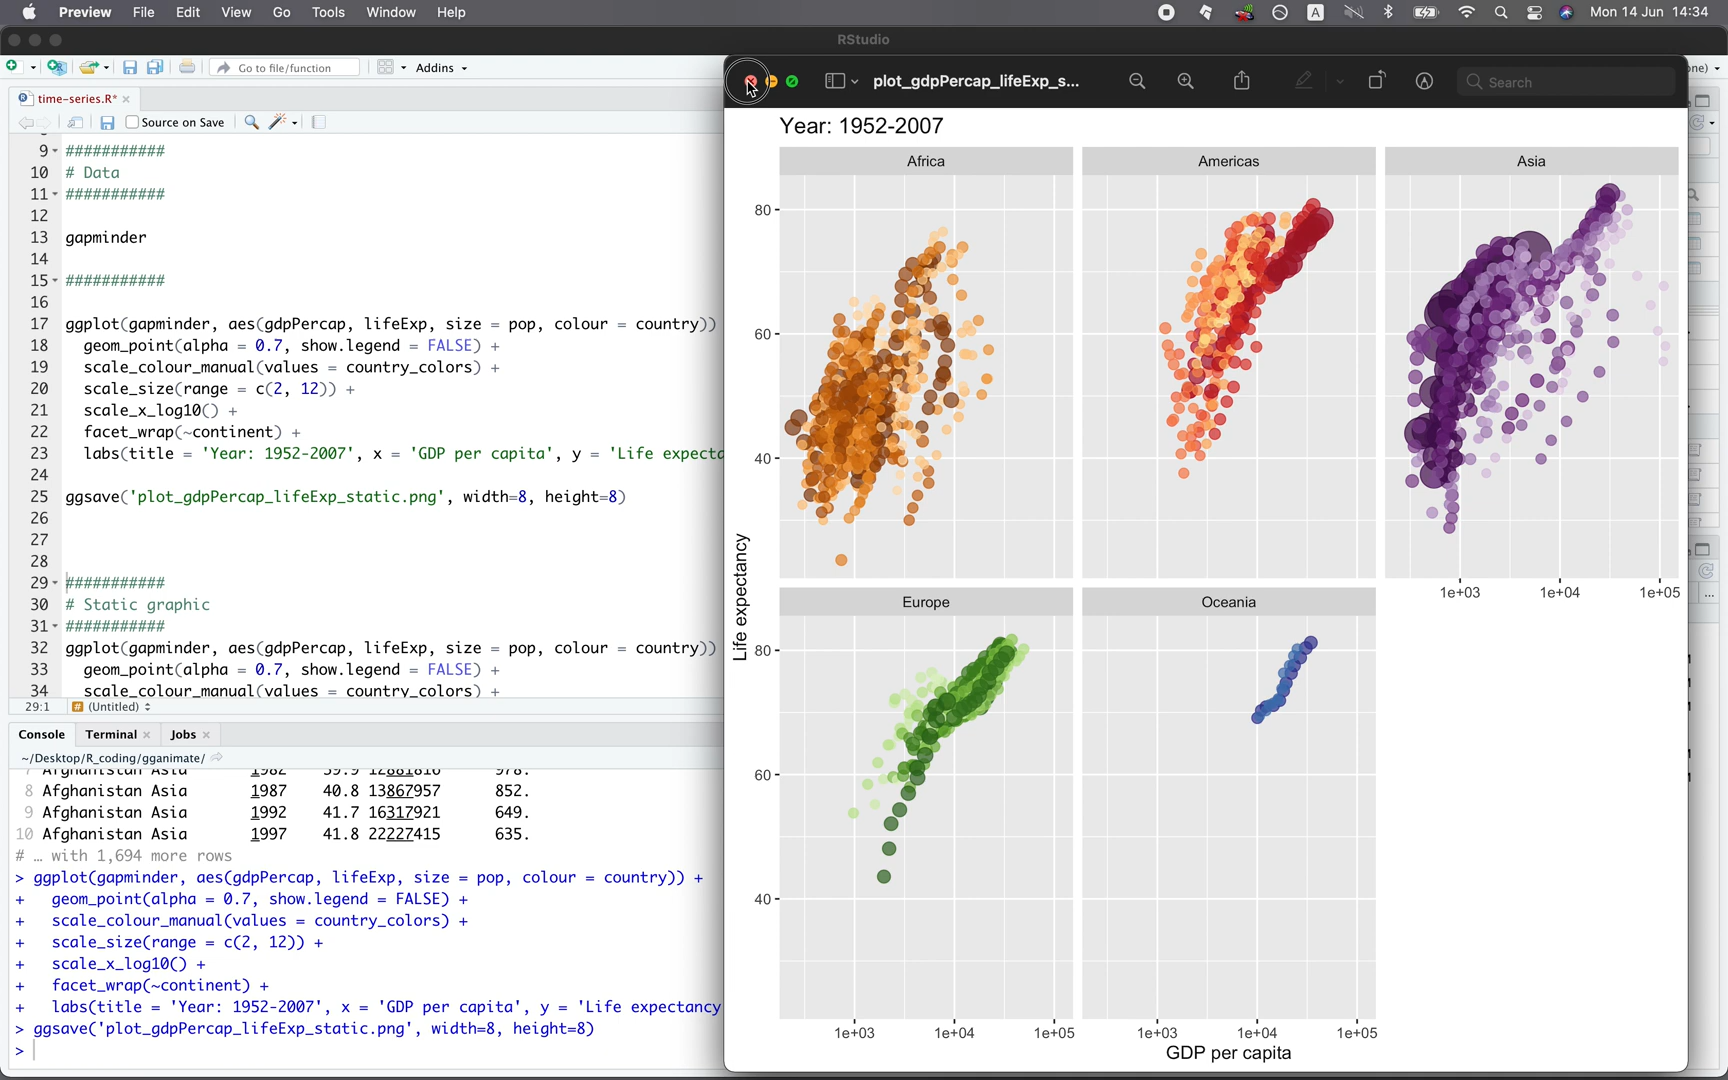 Preview File Edit View Go Tools Window Help
A Mon 14 Jun 14:34
RStudio
Go to file/function Addins
time-series.R*
Source on Save
9 ###########
10 # Data
11 ###########
12
13 gapminder
14
15 ###########
16
17 ggplot(gapminder, aes(gdpPercap, lifeExp, size = pop, colour = country))
18 geom_point(alpha = 0.7, show.legend = FALSE) +
19 scale_colour_manual(values = country_colors) +
20 scale_size(range = c(2, 12)) +
21 scale_x_log10() +
22 facet_wrap(~continent) +
23 labs(title = 'Year: 1952-2007', x = 'GDP per capita', y = 'Life expecta
24
25 ggsave('plot_gdpPercap_lifeExp_static.png', width=8, height=8)
26
27
28
29 ###########
30 # Static graphic
31 ###########
32 ggplot(gapminder, aes(gdpPercap, lifeExp, size = pop, colour = country))
33 geom_point(alpha = 0.7, show.legend = FALSE) +
34 scale_colour_manual(values = country_colors) +
29:1 # (Untitled)
Console Terminal Jobs
~/Desktop/R_coding/gganimate/
7 Afghanistan Asia 1982 39.9 12881816 978.
8 Afghanistan Asia 1987 40.8 13867957 852.
9 Afghanistan Asia 1992 41.7 16317921 649.
10 Afghanistan Asia 1997 41.8 22227415 635.
# … with 1,694 more rows
> ggplot(gapminder, aes(gdpPercap, lifeExp, size = pop, colour = country)) +
+ geom_point(alpha = 0.7, show.legend = FALSE) +
+ scale_colour_manual(values = country_colors) +
+ scale_size(range = c(2, 12)) +
+ scale_x_log10() +
+ facet_wrap(~continent) +
+ labs(title = 'Year: 1952-2007', x = 'GDP per capita', y = 'Life expectancy
> ggsave('plot_gdpPercap_lifeExp_static.png', width=8, height=8)
>
plot_gdpPercap_lifeExp_s...
Search
Year: 1952-2007
Africa Americas Asia
80
60
40
1e+03 1e+04 1e+05
Europe Oceania
80
60
40
1e+03 1e+04 1e+05 1e+03 1e+04 1e+05
GDP per capita
Life expectancy